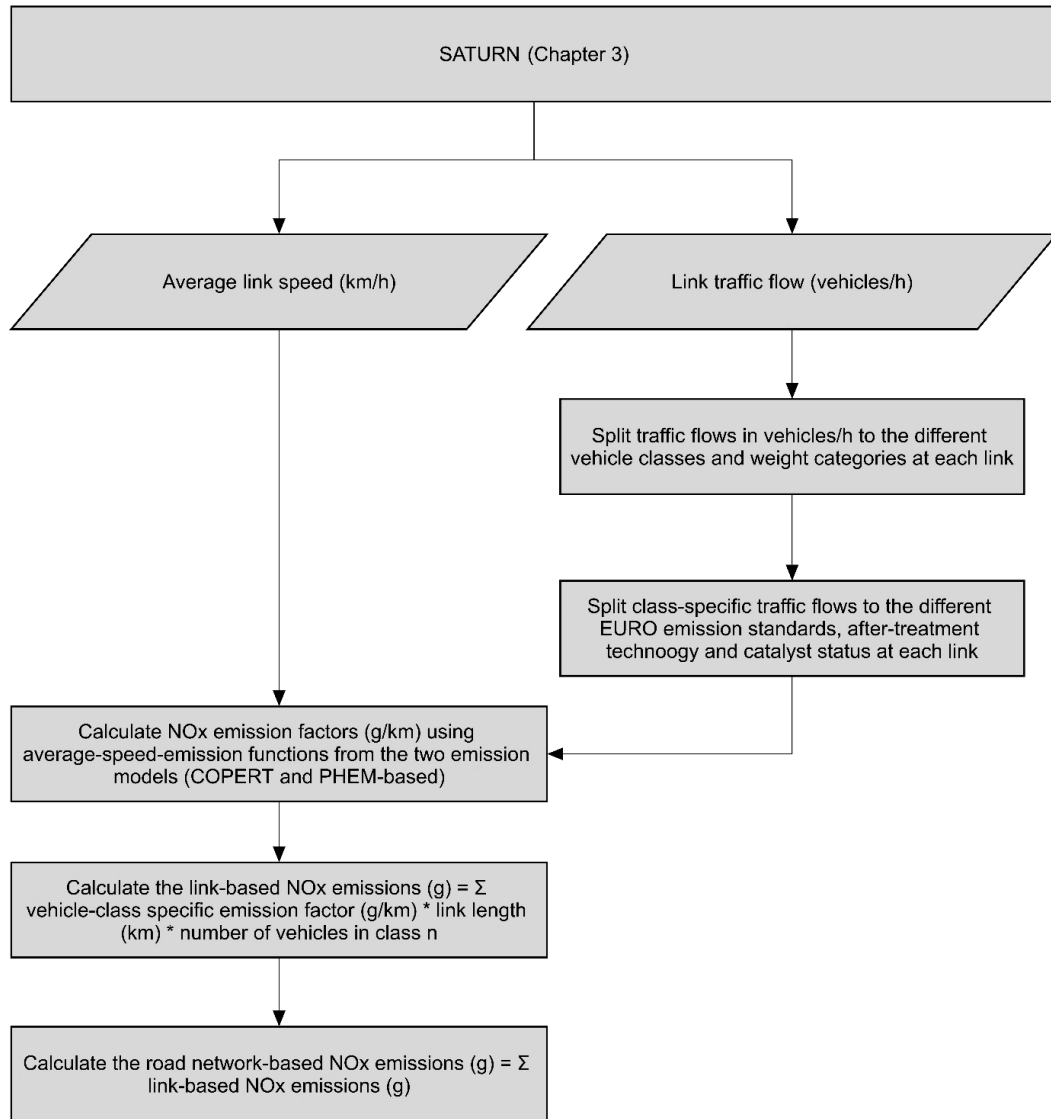 SATURN (Chapter 3)
Average link speed (km/h)
Link traffic flow (vehicles/h)
Split traffic flows in vehicles/h to the different
vehicle classes and weight categories at each link
Split class-specific traffic flows to the different
EURO emission standards, after-treatment
technoogy and catalyst status at each link
Calculate NOx emission factors (g/km) using
average-speed-emission functions from the two emission
models (COPERT and PHEM-based)
Calculate the link-based NOx emissions (g) = Σ
vehicle-class specific emission factor (g/km) * link length
(km) * number of vehicles in class n
Calculate the road network-based NOx emissions (g) = Σ
link-based NOx emissions (g)